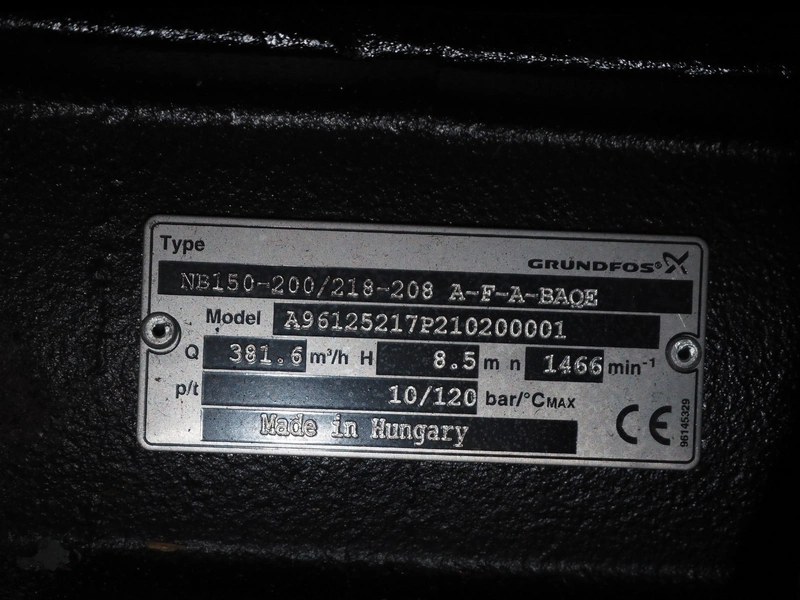 Type
GRUNDFOS
NB150-200/218-208 A-F-A-BAQE
Model A96125217P210200001
Q 381.6 m³/h H 8.5 m n 1466 min⁻¹
p/t 10/120 bar/°CMAX
Made in Hungary
CE
96145329